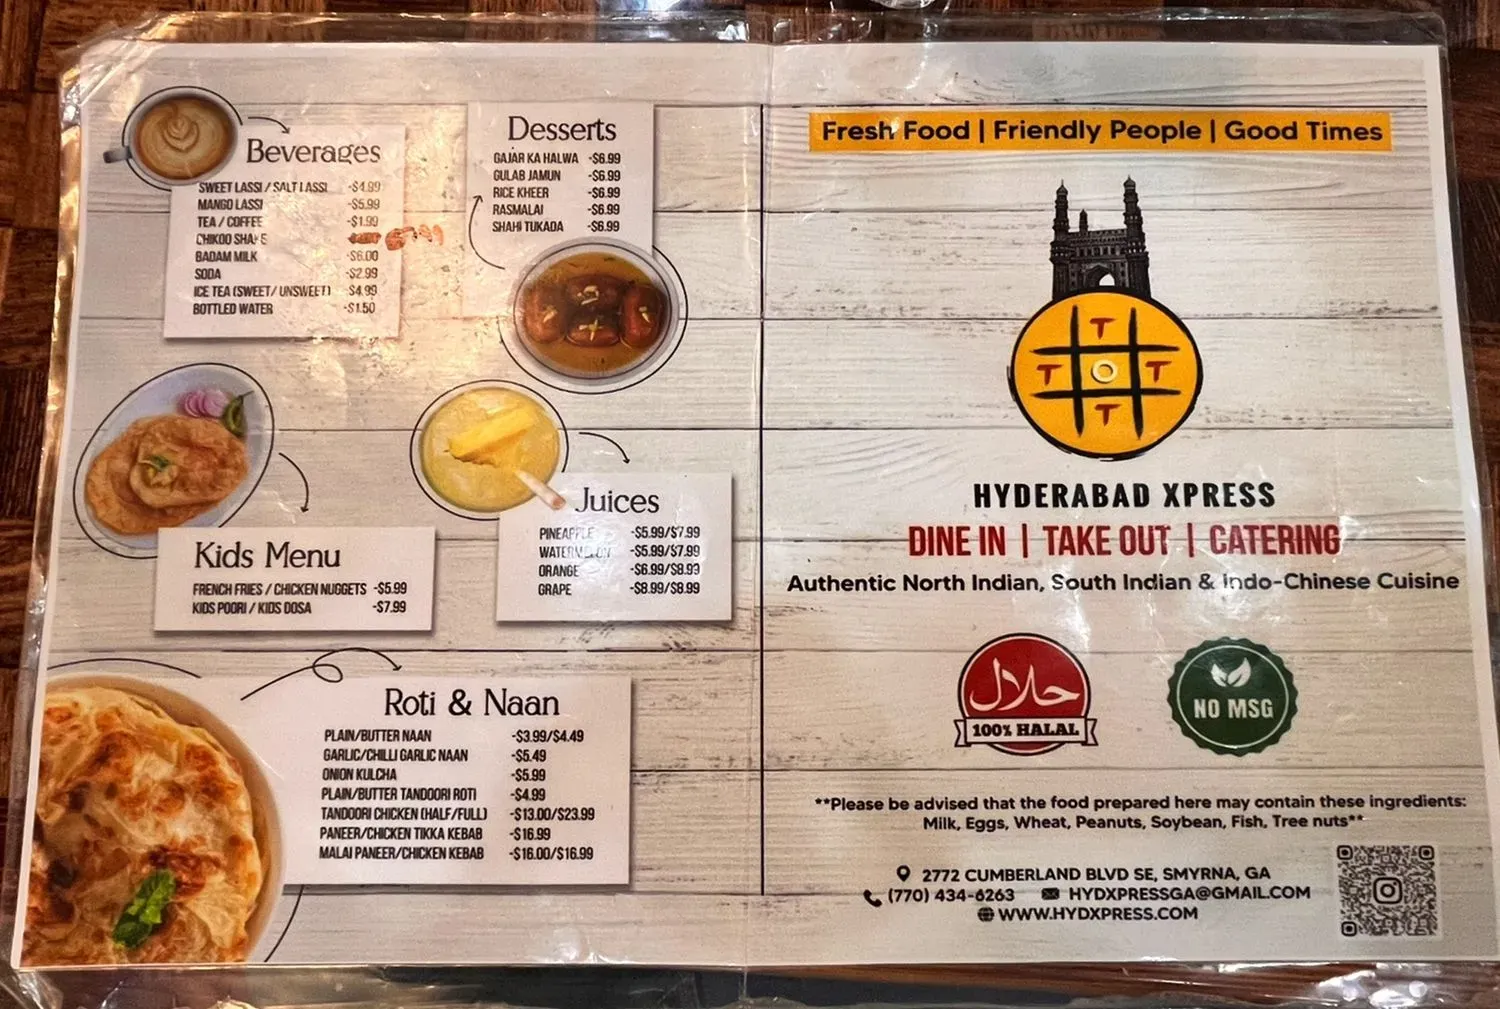 Beverages
SWEET LASSI / SALT LASSI -$4.99
MANGO LASSI -$5.99
TEA / COFFEE -$1.99
CHIKOO SHAKE
BADAM MILK -$6.00
SODA -$2.99
ICE TEA (SWEET/ UNSWEET) -$4.99
BOTTLED WATER -$1.50
Desserts
GAJAR KA HALWA -$6.99
GULAB JAMUN -$6.99
RICE KHEER -$6.99
RASMALAI -$6.99
SHAHI TUKADA -$6.99
Kids Menu
FRENCH FRIES / CHICKEN NUGGETS -$5.99
KIDS POORI / KIDS DOSA -$7.99
Juices
PINEAPPLE -$5.99/$7.99
WATERMELON -$5.99/$7.99
ORANGE -$6.99/$8.99
GRAPE -$8.99/$8.99
Roti & Naan
PLAIN/BUTTER NAAN -$3.99/$4.49
GARLIC/CHILLI GARLIC NAAN -$5.49
ONION KULCHA -$5.99
PLAIN/BUTTER TANDOORI ROTI -$4.99
TANDOORI CHICKEN (HALF/FULL) -$13.00/$23.99
PANEER/CHICKEN TIKKA KEBAB -$16.99
MALAI PANEER/CHICKEN KEBAB -$16.00/$16.99
Fresh Food | Friendly People | Good Times
T
T O T
T
HYDERABAD XPRESS
DINE IN | TAKE OUT | CATERING
Authentic North Indian, South Indian & Indo-Chinese Cuisine
حلال
100% HALAL
NO MSG
**Please be advised that the food prepared here may contain these ingredients:
Milk, Eggs, Wheat, Peanuts, Soybean, Fish, Tree nuts**
2772 CUMBERLAND BLVD SE, SMYRNA, GA
(770) 434-6263 HYDXPRESSGA@GMAIL.COM
WWW.HYDXPRESS.COM